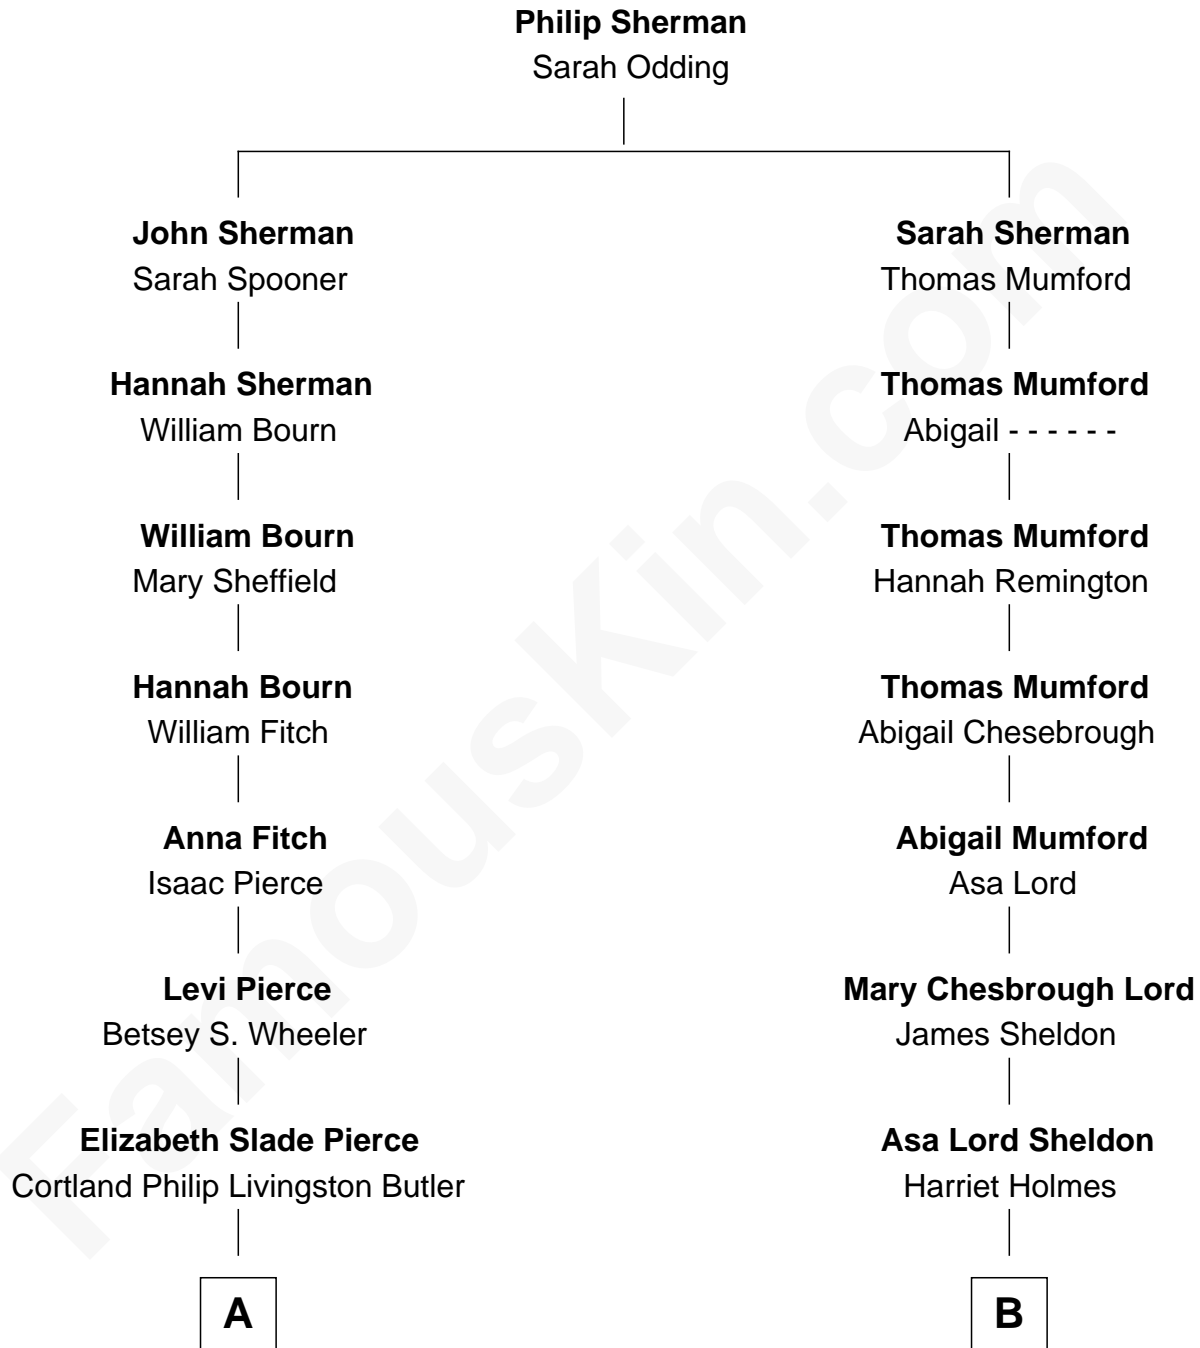 Philip Sherman
Sarah Odding
John Sherman
Sarah Spooner
Sarah Sherman
Thomas Mumford
Hannah Sherman
William Bourn
Thomas Mumford
Abigail - - - - - -
William Bourn
Mary Sheffield
Thomas Mumford
Hannah Remington
Hannah Bourn
William Fitch
Thomas Mumford
Abigail Chesebrough
Anna Fitch
Isaac Pierce
Abigail Mumford
Asa Lord
Levi Pierce
Betsey S. Wheeler
Mary Chesbrough Lord
James Sheldon
Elizabeth Slade Pierce
Cortland Philip Livingston Butler
Asa Lord Sheldon
Harriet Holmes
A
B
FamousKin.com